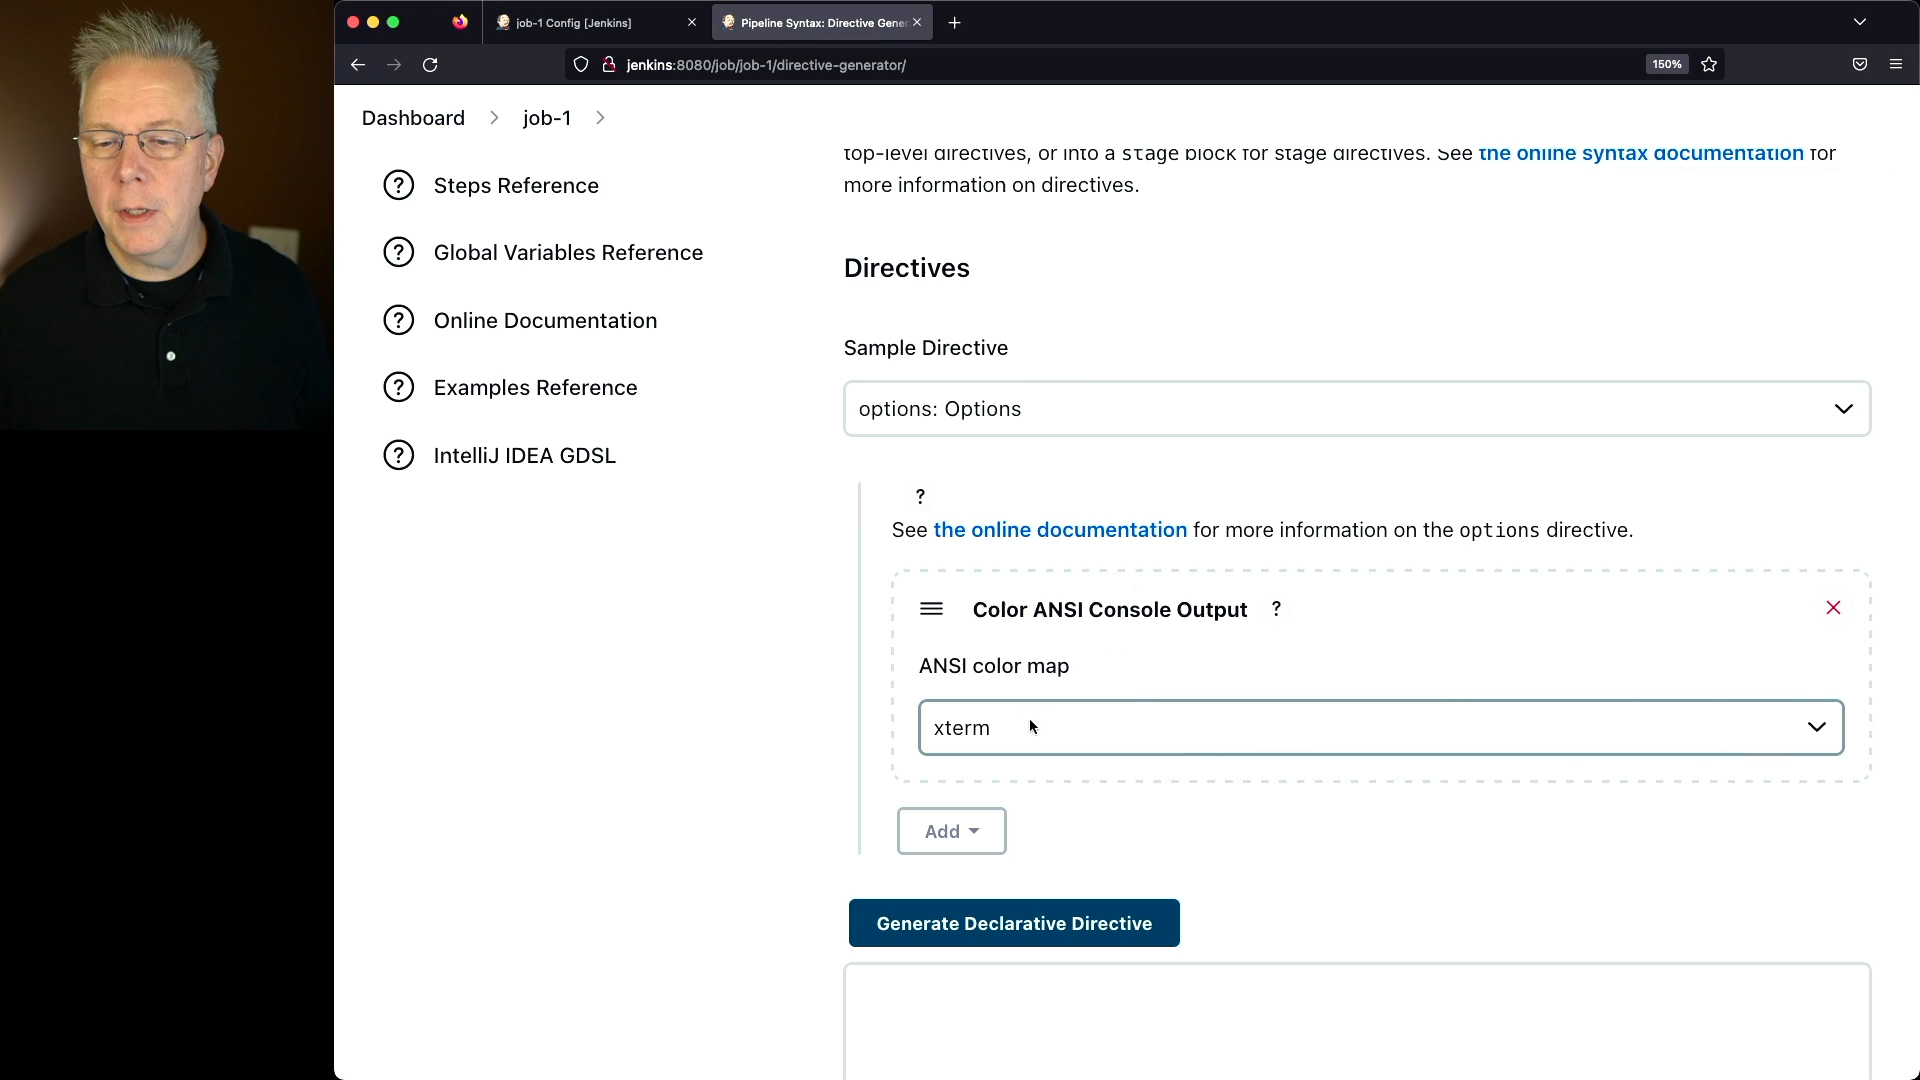 job-1 Config [Jenkins]
Pipeline Syntax: Directive Gener
jenkins:8080/job/job-1/directive-generator/
150%
Dashboard
job-1
Steps Reference
Global Variables Reference
Online Documentation
Examples Reference
IntelliJ IDEA GDSL
top-level directives, or into a stage block for stage directives. See the online syntax documentation for
more information on directives.
Directives
Sample Directive
options: Options
?
See the online documentation for more information on the options directive.
Color ANSI Console Output ?
ANSI color map
xterm
Add
Generate Declarative Directive